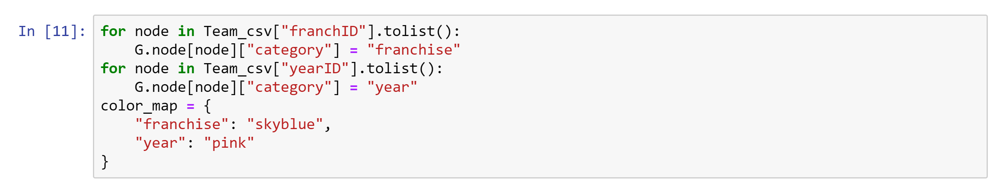 In [11]: for node in Team_csv["franchID"].tolist():
    G.node[node]["category"] = "franchise"
for node in Team_csv["yearID"].tolist():
    G.node[node]["category"] = "year"
color_map = {
    "franchise": "skyblue",
    "year": "pink"
}